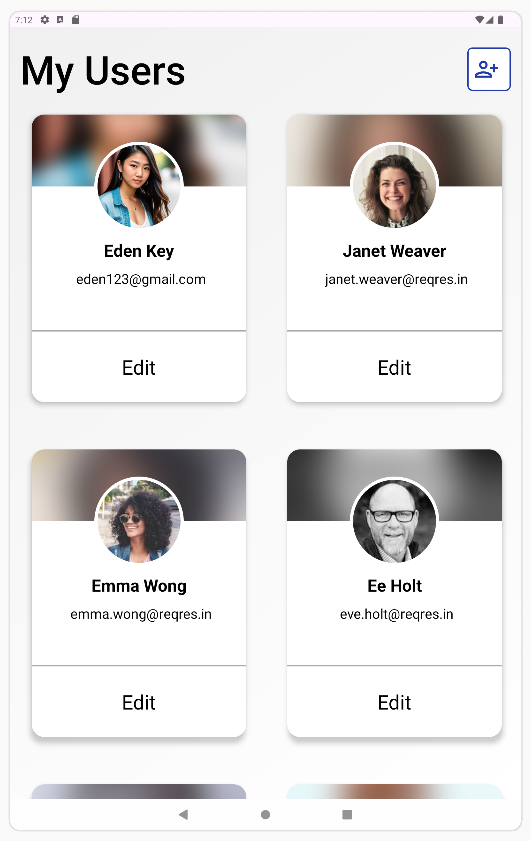 7:12
My Users
Eden Key
eden123@gmail.com
Edit
Janet Weaver
janet.weaver@reqres.in
Edit
Emma Wong
emma.wong@reqres.in
Edit
Ee Holt
eve.holt@reqres.in
Edit